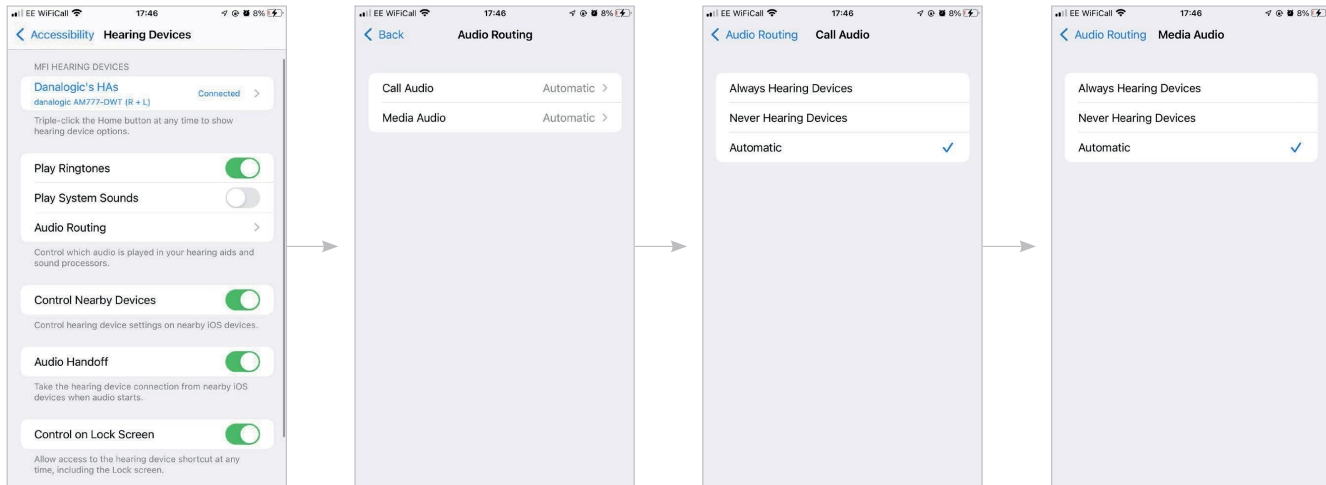 EE WiFiCall 17:46 8%
Accessibility Hearing Devices
MFI HEARING DEVICES
Danalogic's HAs
danalogic AM777-DWT (R + L)
Connected
Triple-click the Home button at any time to show
hearing device options.
Play Ringtones
Play System Sounds
Audio Routing
Control which audio is played in your hearing aids and
sound processors.
Control Nearby Devices
Control hearing device settings on nearby iOS devices.
Audio Handoff
Take the hearing device connection from nearby iOS
devices when audio starts.
Control on Lock Screen
Allow access to the hearing device shortcut at any
time, including the Lock screen.
EE WiFiCall 17:46 8%
Back Audio Routing
Call Audio Automatic
Media Audio Automatic
EE WiFiCall 17:46 8%
Audio Routing Call Audio
Always Hearing Devices
Never Hearing Devices
Automatic
EE WiFiCall 17:46 8%
Audio Routing Media Audio
Always Hearing Devices
Never Hearing Devices
Automatic